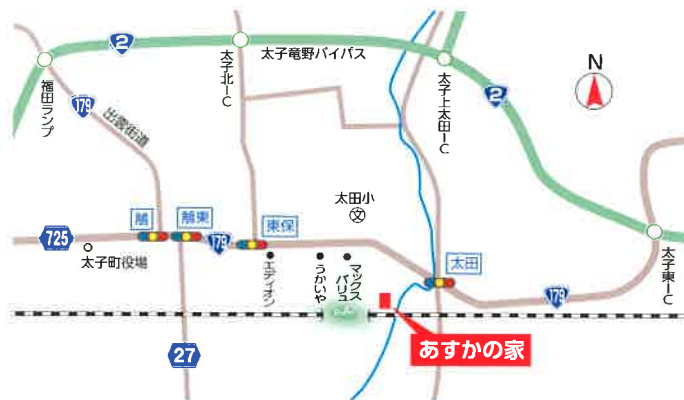 2
太子竜野バイパス
N
福田ランプ
179
太子北IC
太子上太田IC
2
出雲街道
太田小
文
鵤
鵤東
東保
太田
725
179
太子町役場
エディオン
うかいや
マックス
バリュ
179
太子東IC
27
あすかの家